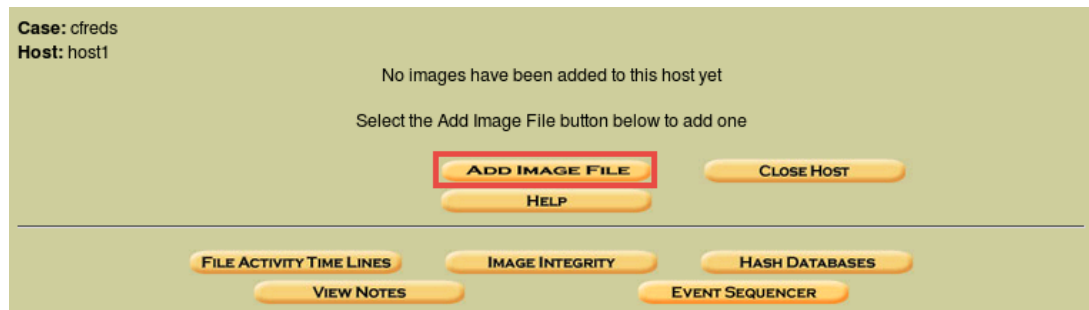 Case: cfreds
Host: host1
No images have been added to this host yet
Select the Add Image File button below to add one
ADD IMAGE FILE CLOSE HOST
HELP
FILE ACTIVITY TIME LINES IMAGE INTEGRITY HASH DATABASES
VIEW NOTES EVENT SEQUENCER